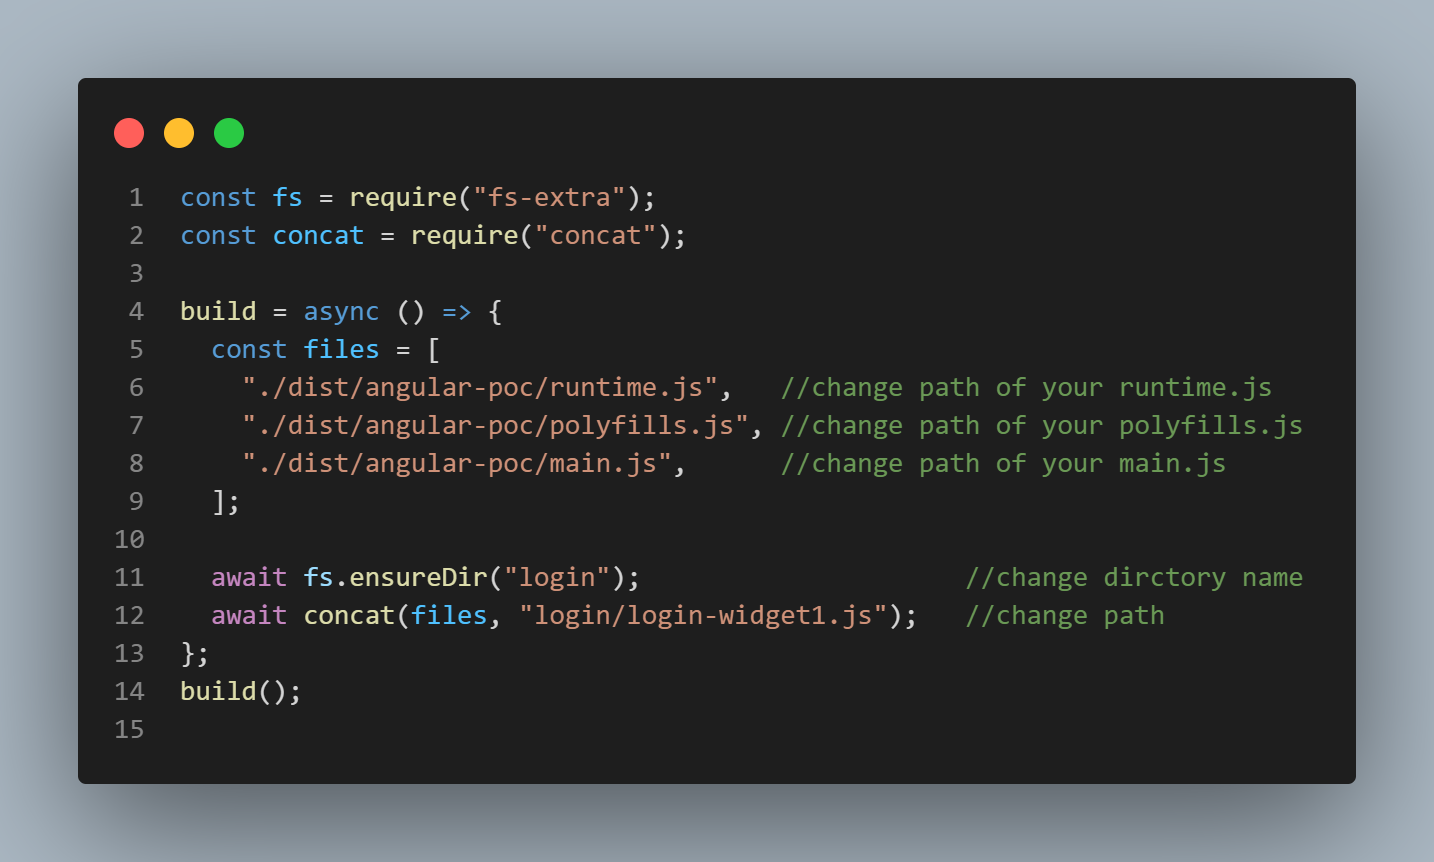 1 const fs = require("fs-extra");
2 const concat = require("concat");
3
4 build = async () => {
5   const files = [
6     "./dist/angular-poc/runtime.js",   //change path of your runtime.js
7     "./dist/angular-poc/polyfills.js", //change path of your polyfills.js
8     "./dist/angular-poc/main.js",      //change path of your main.js
9   ];
10
11   await fs.ensureDir("login");                     //change dirctory name
12   await concat(files, "login/login-widget1.js");   //change path
13 };
14 build();
15